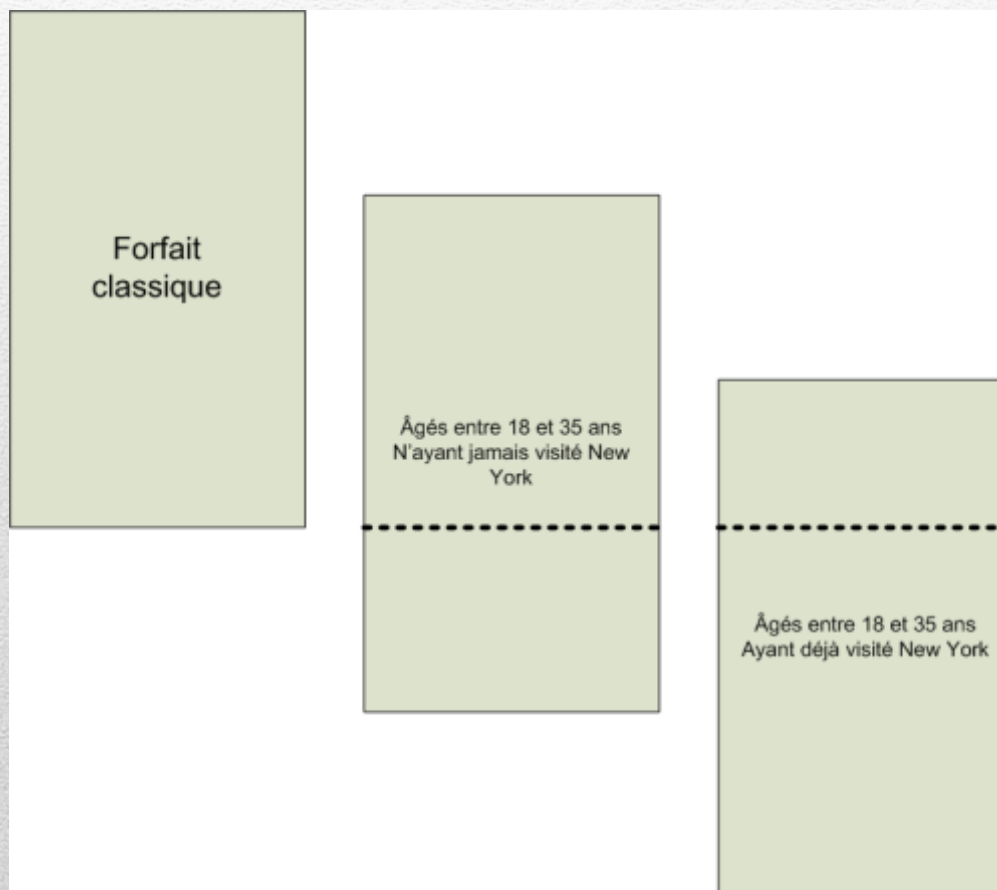 Forfait
classique
Âgés entre 18 et 35 ans
N'ayant jamais visité New
York
Âgés entre 18 et 35 ans
Ayant déjà visité New York